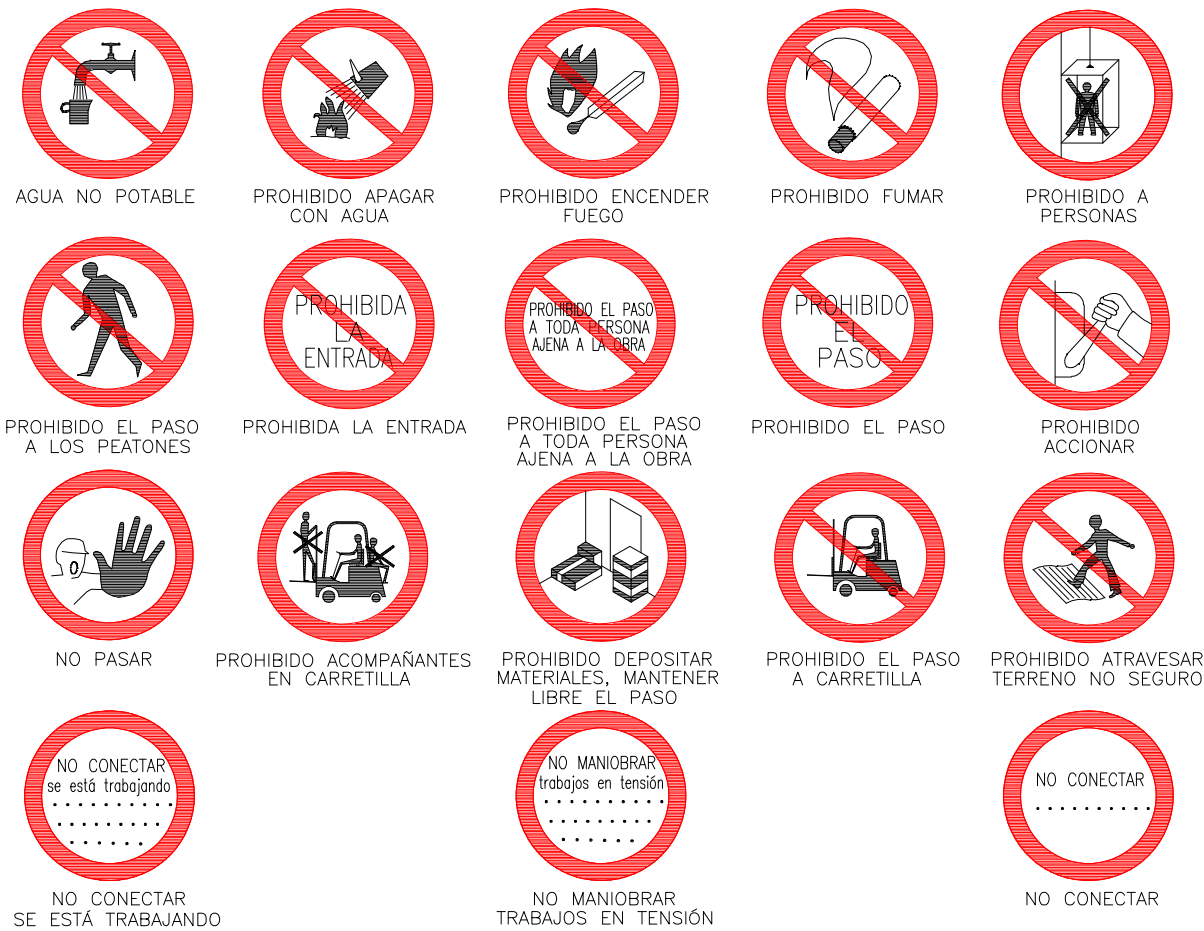 AGUA NO POTABLE
PROHIBIDO APAGAR
CON AGUA
PROHIBIDO ENCENDER
FUEGO
PROHIBIDO FUMAR
PROHIBIDO A
PERSONAS
PROHIBIDO EL PASO
A LOS PEATONES
PROHIBIDA
LA
ENTRADA
PROHIBIDA LA ENTRADA
PROHIBIDO EL PASO
A TODA PERSONA
AJENA A LA OBRA
PROHIBIDO EL PASO
A TODA PERSONA
AJENA A LA OBRA
PROHIBIDO
EL
PASO
PROHIBIDO EL PASO
PROHIBIDO
ACCIONAR
NO PASAR
PROHIBIDO ACOMPAÑANTES
EN CARRETILLA
PROHIBIDO DEPOSITAR
MATERIALES, MANTENER
LIBRE EL PASO
PROHIBIDO EL PASO
A CARRETILLA
PROHIBIDO ATRAVESAR
TERRENO NO SEGURO
NO CONECTAR
se está trabajando
NO CONECTAR
SE ESTÁ TRABAJANDO
NO MANIOBRAR
trabajos en tensión
NO MANIOBRAR
TRABAJOS EN TENSIÓN
NO CONECTAR
NO CONECTAR